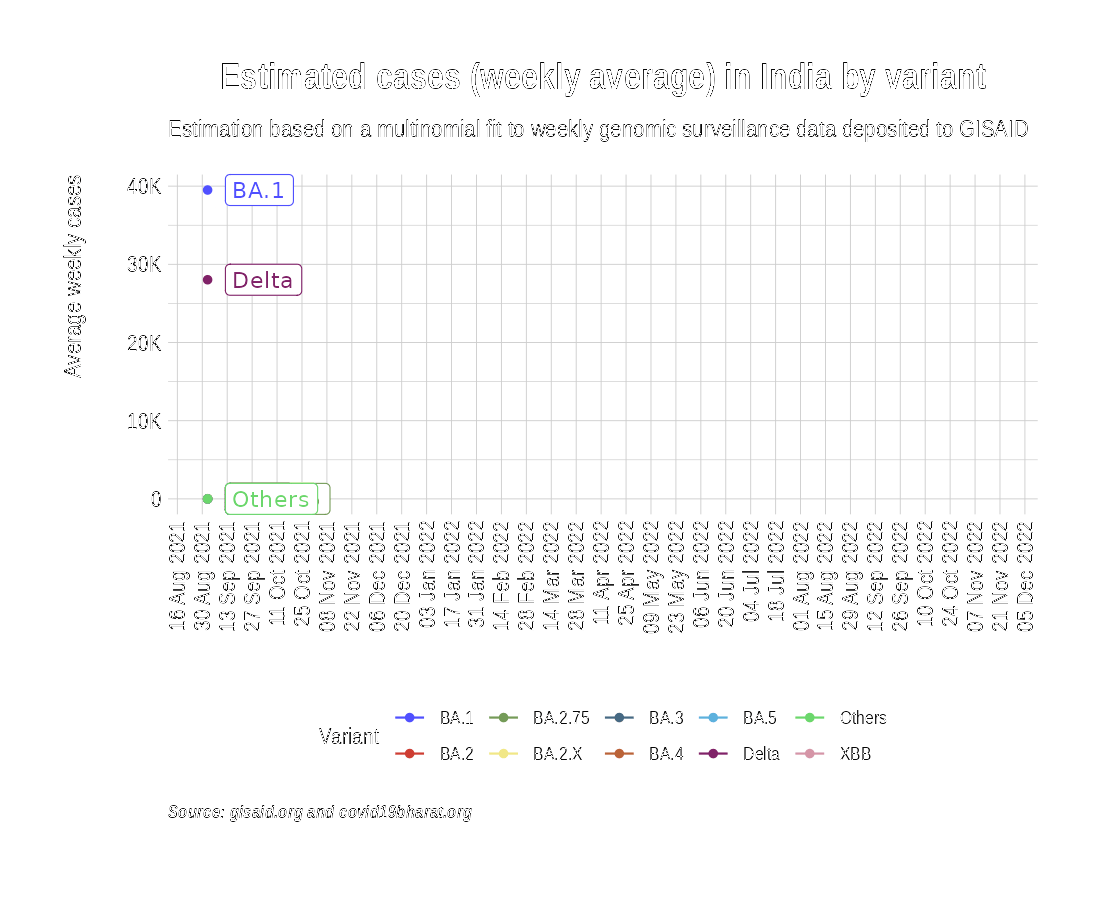 Estimated cases (weekly average) in India by variant
Estimation based on a multinomial fit to weekly genomic surveillance data deposited to GISAID
Average weekly cases
40K
BA.1
30K
Delta
20K
10K
0
Others
16 Aug 2021
30 Aug 2021
13 Sep 2021
27 Sep 2021
11 Oct 2021
25 Oct 2021
08 Nov 2021
22 Nov 2021
06 Dec 2021
20 Dec 2021
03 Jan 2022
17 Jan 2022
31 Jan 2022
14 Feb 2022
28 Feb 2022
14 Mar 2022
28 Mar 2022
11 Apr 2022
25 Apr 2022
09 May 2022
23 May 2022
06 Jun 2022
20 Jun 2022
04 Jul 2022
18 Jul 2022
01 Aug 2022
15 Aug 2022
29 Aug 2022
12 Sep 2022
26 Sep 2022
10 Oct 2022
24 Oct 2022
07 Nov 2022
21 Nov 2022
05 Dec 2022
Variant
BA.1 BA.2.75 BA.3 BA.5 Others
BA.2 BA.2.X BA.4 Delta XBB
Source: gisaid.org and covid19bharat.org